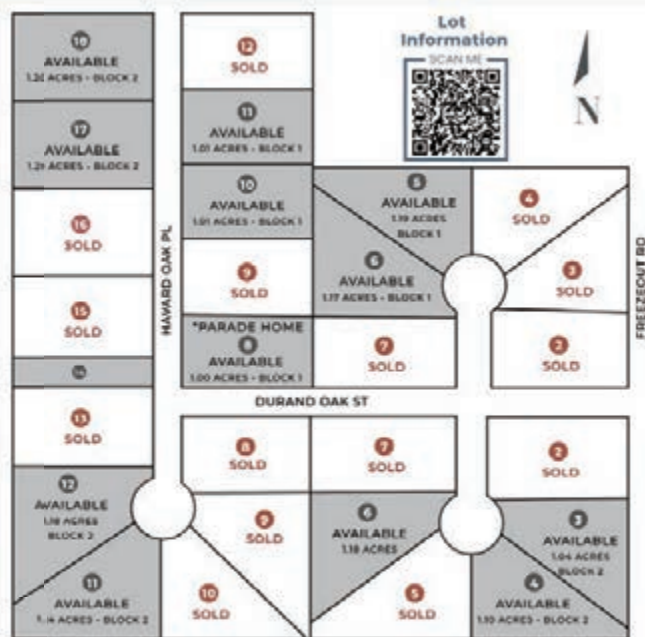 Lot
Information
SCAN ME
N
18
AVAILABLE
ACRES - BLOCK 2
17
AVAILABLE
ACRES - BLOCK 2
16
SOLD
15
SOLD
13
SOLD
12
AVAILABLE
1.18 ACRES
BLOCK 2
11
AVAILABLE
1.14 ACRES - BLOCK 2
HAVARD OAK PL
12
SOLD
11
AVAILABLE
1.01 ACRES - BLOCK 1
10
AVAILABLE
1.01 ACRES - BLOCK 1
9
SOLD
*PARADE HOME
8
AVAILABLE
1.00 ACRES - BLOCK 1
5
AVAILABLE
1.19 ACRES
BLOCK 1
6
AVAILABLE
1.17 ACRES - BLOCK 1
7
SOLD
4
SOLD
3
SOLD
2
SOLD
FREEZEOUT RD
DURAND OAK ST
8
SOLD
7
SOLD
2
SOLD
9
SOLD
10
SOLD
6
AVAILABLE
1.18 ACRES
5
SOLD
3
AVAILABLE
1.04 ACRES
BLOCK 2
4
AVAILABLE
1.10 ACRES - BLOCK 2